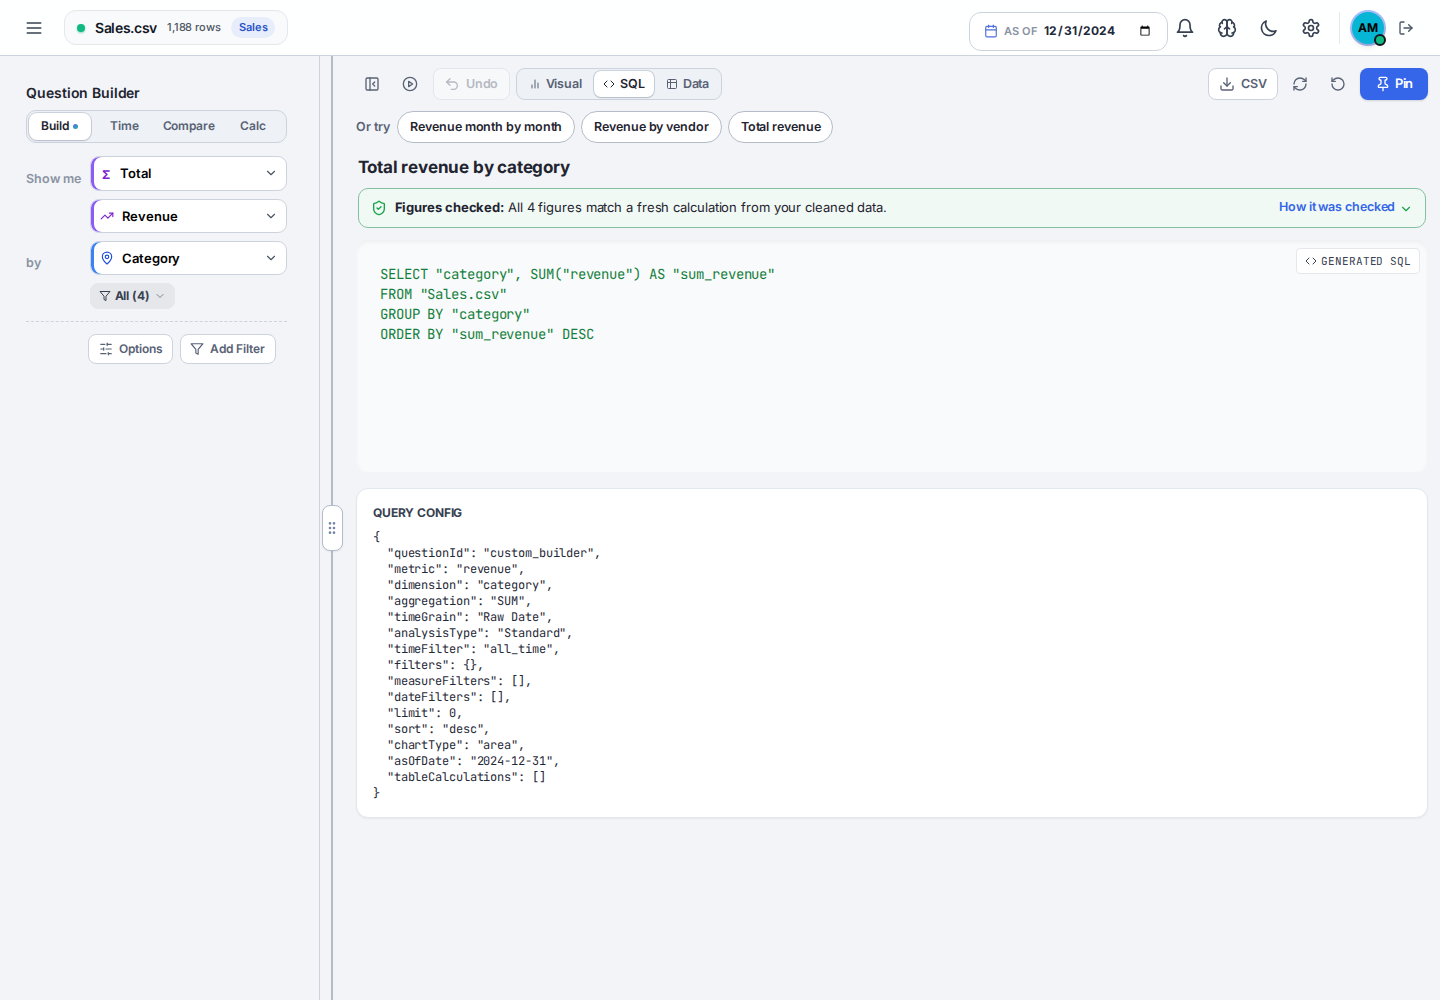 Sales.csv 1,188 rows Sales
AS OF 12/31/2024
AM
Question Builder
Build Time Compare Calc
Show me Σ Total
Revenue
by Category
All (4)
Options Add Filter
Undo Visual SQL Data CSV Pin
Or try Revenue month by month Revenue by vendor Total revenue
Total revenue by category
Figures checked: All 4 figures match a fresh calculation from your cleaned data. How it was checked
GENERATED SQL
SELECT "category", SUM("revenue") AS "sum_revenue"
FROM "Sales.csv"
GROUP BY "category"
ORDER BY "sum_revenue" DESC
QUERY CONFIG
{
  "questionId": "custom_builder",
  "metric": "revenue",
  "dimension": "category",
  "aggregation": "SUM",
  "timeGrain": "Raw Date",
  "analysisType": "Standard",
  "timeFilter": "all_time",
  "filters": {},
  "measureFilters": [],
  "dateFilters": [],
  "limit": 0,
  "sort": "desc",
  "chartType": "area",
  "asOfDate": "2024-12-31",
  "tableCalculations": []
}